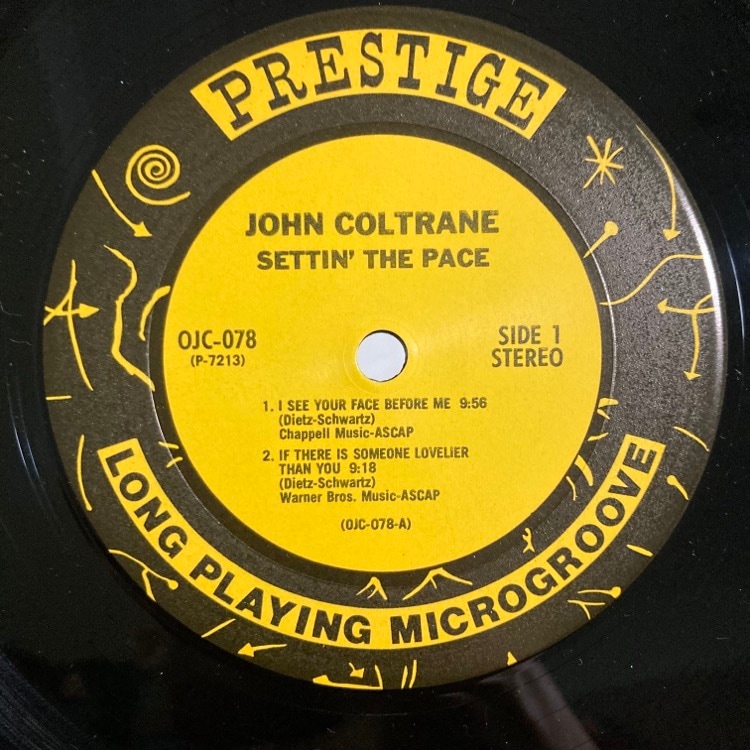 PRESTIGE
JOHN COLTRANE
SETTIN' THE PACE
OJC-078
(P-7213)
SIDE 1
STEREO
1. I SEE YOUR FACE BEFORE ME 9:56
(Dietz-Schwartz)
Chappell Music-ASCAP
2. IF THERE IS SOMEONE LOVELIER
THAN YOU 9:18
(Dietz-Schwartz)
Warner Bros. Music-ASCAP
(OJC-078-A)
LONG PLAYING MICROGROOVE